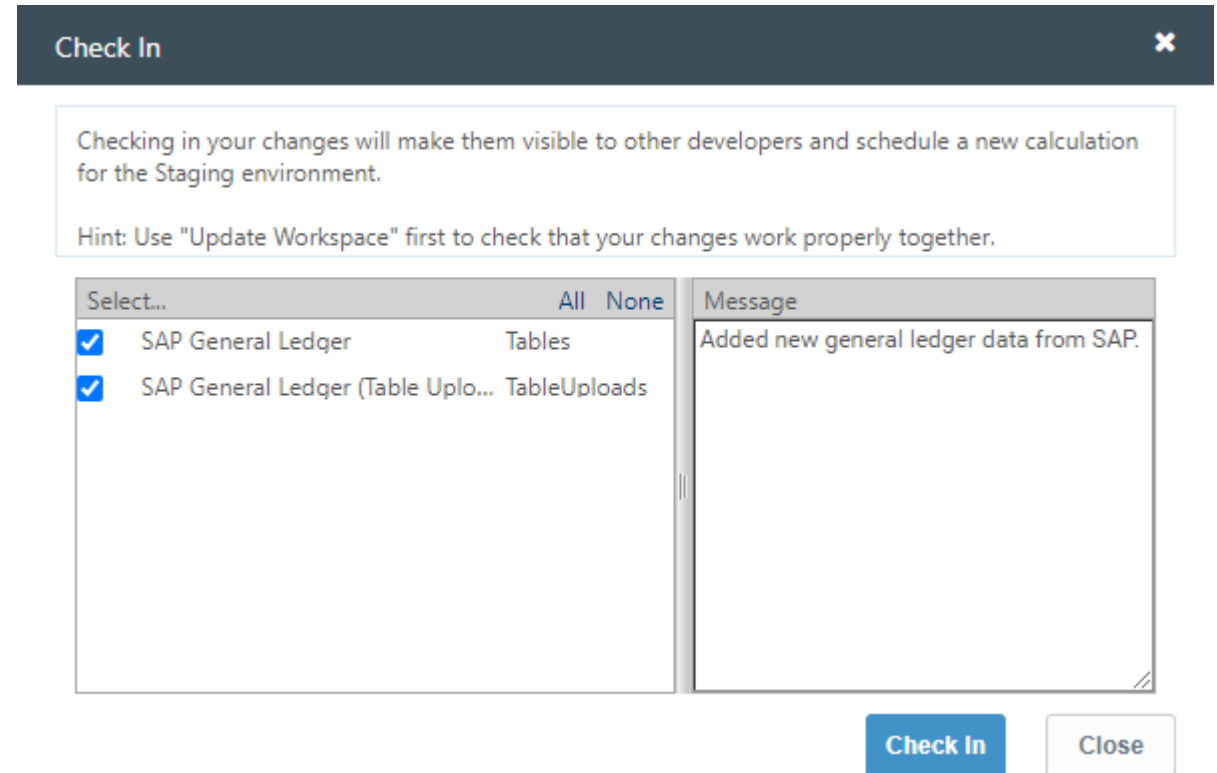 Check In
Checking in your changes will make them visible to other developers and schedule a new calculation
for the Staging environment.
Hint: Use "Update Workspace" first to check that your changes work properly together.
Select... All None Message
SAP General Ledger Tables Added new general ledger data from SAP.
SAP General Ledger (Table Uplo... TableUploads
Check In Close